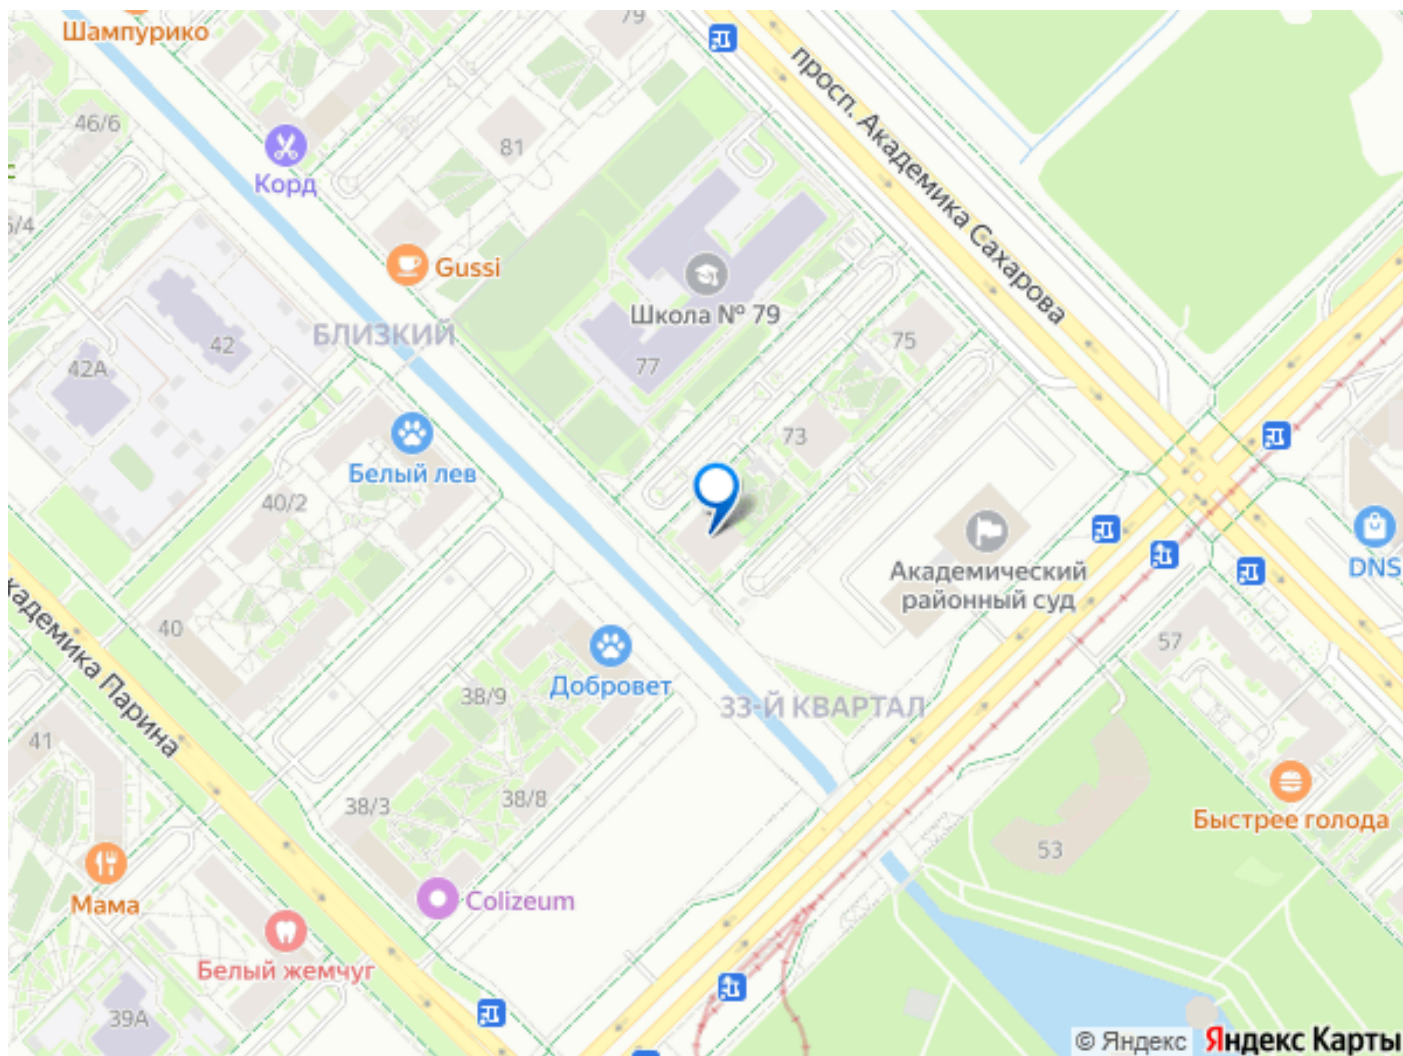 Шампурико
79
просп. Академика Сахарова
46/6
81
Корд
Gussi
БЛИЗКИЙ
Школа № 79
75
42
42А
77
73
Белый лев
40/2
DNS
Академический
районный суд
40
57
Добровет
38/9
33-Й КВАРТАЛ
Академика Парина
41
38/3
38/8
Быстрее голода
53
Мама
Colizeum
Белый жемчуг
39А
© Яндекс Яндекс Карты